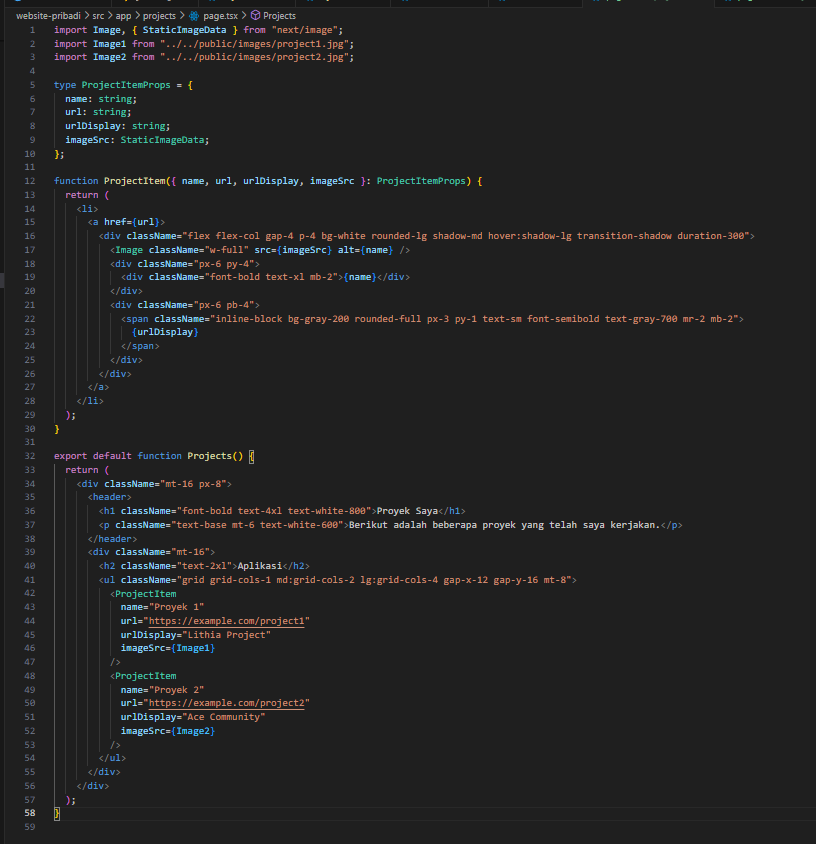 website-pribadi > src > app > projects > page.tsx > Projects
1 import Image, { StaticImageData } from "next/image";
2 import Image1 from "../../public/images/project1.jpg";
3 import Image2 from "../../public/images/project2.jpg";
4
5 type ProjectItemProps = {
6 name: string;
7 url: string;
8 urlDisplay: string;
9 imageSrc: StaticImageData;
10 };
11
12 function ProjectItem({ name, url, urlDisplay, imageSrc }: ProjectItemProps) {
13 return (
14 <li>
15 <a href={url}>
16 <div className="flex flex-col gap-4 p-4 bg-white rounded-lg shadow-md hover:shadow-lg transition-shadow duration-300">
17 <Image className="w-full" src={imageSrc} alt={name} />
18 <div className="px-6 py-4">
19 <div className="font-bold text-xl mb-2">{name}</div>
20 </div>
21 <div className="px-6 pb-4">
22 <span className="inline-block bg-gray-200 rounded-full px-3 py-1 text-sm font-semibold text-gray-700 mr-2 mb-2">
23 {urlDisplay}
24 </span>
25 </div>
26 </div>
27 </a>
28 </li>
29 );
30 }
31
32 export default function Projects() {
33 return (
34 <div className="mt-16 px-8">
35 <header>
36 <h1 className="font-bold text-4xl text-white-800">Proyek Saya</h1>
37 <p className="text-base mt-6 text-white-600">Berikut adalah beberapa proyek yang telah saya kerjakan.</p>
38 </header>
39 <div className="mt-16">
40 <h2 className="text-2xl">Aplikasi</h2>
41 <ul className="grid grid-cols-1 md:grid-cols-2 lg:grid-cols-4 gap-x-12 gap-y-16 mt-8">
42 <ProjectItem
43 name="Proyek 1"
44 url="https://example.com/project1"
45 urlDisplay="Lithia Project"
46 imageSrc={Image1}
47 />
48 <ProjectItem
49 name="Proyek 2"
50 url="https://example.com/project2"
51 urlDisplay="Ace Community"
52 imageSrc={Image2}
53 />
54 </ul>
55 </div>
56 </div>
57 );
58 }
59